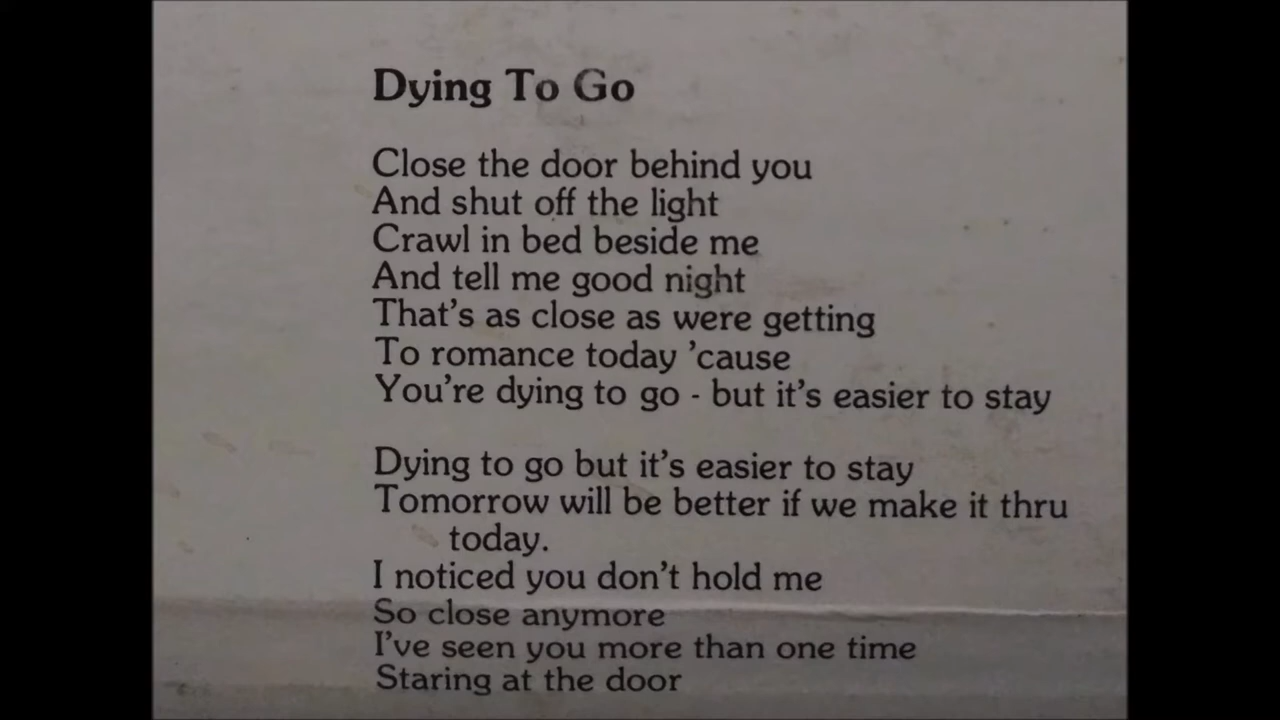 Dying To Go
Close the door behind you
And shut off the light
Crawl in bed beside me
And tell me good night
That's as close as were getting
To romance today 'cause
You're dying to go - but it's easier to stay
Dying to go but it's easier to stay
Tomorrow will be better if we make it thru
today.
I noticed you don't hold me
So close anymore
I've seen you more than one time
Staring at the door